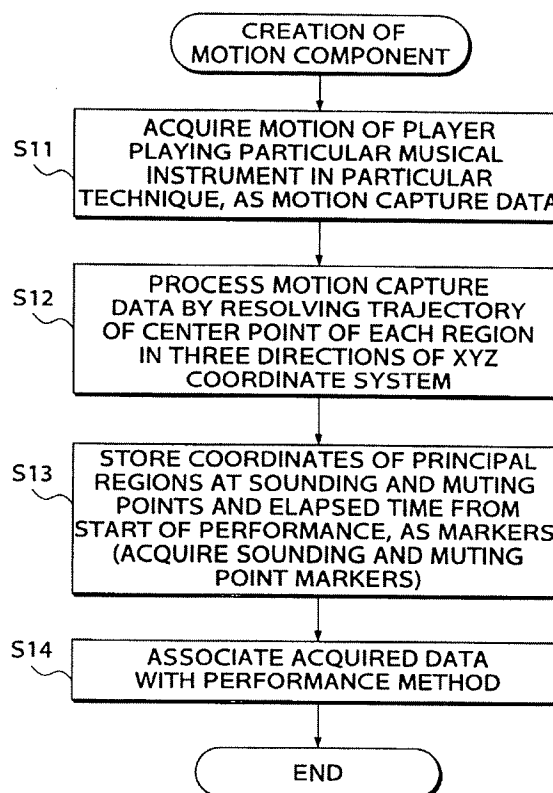 CREATION OF
MOTION COMPONENT
S11
ACQUIRE MOTION OF PLAYER
PLAYING PARTICULAR MUSICAL
INSTRUMENT IN PARTICULAR
TECHNIQUE, AS MOTION CAPTURE DATA
S12
PROCESS MOTION CAPTURE
DATA BY RESOLVING TRAJECTORY
OF CENTER POINT OF EACH REGION
IN THREE DIRECTIONS OF XYZ
COORDINATE SYSTEM
S13
STORE COORDINATES OF PRINCIPAL
REGIONS AT SOUNDING AND MUTING
POINTS AND ELAPSED TIME FROM
START OF PERFORMANCE, AS MARKERS
(ACQUIRE SOUNDING AND MUTING
POINT MARKERS)
S14
ASSOCIATE ACQUIRED DATA
WITH PERFORMANCE METHOD
END